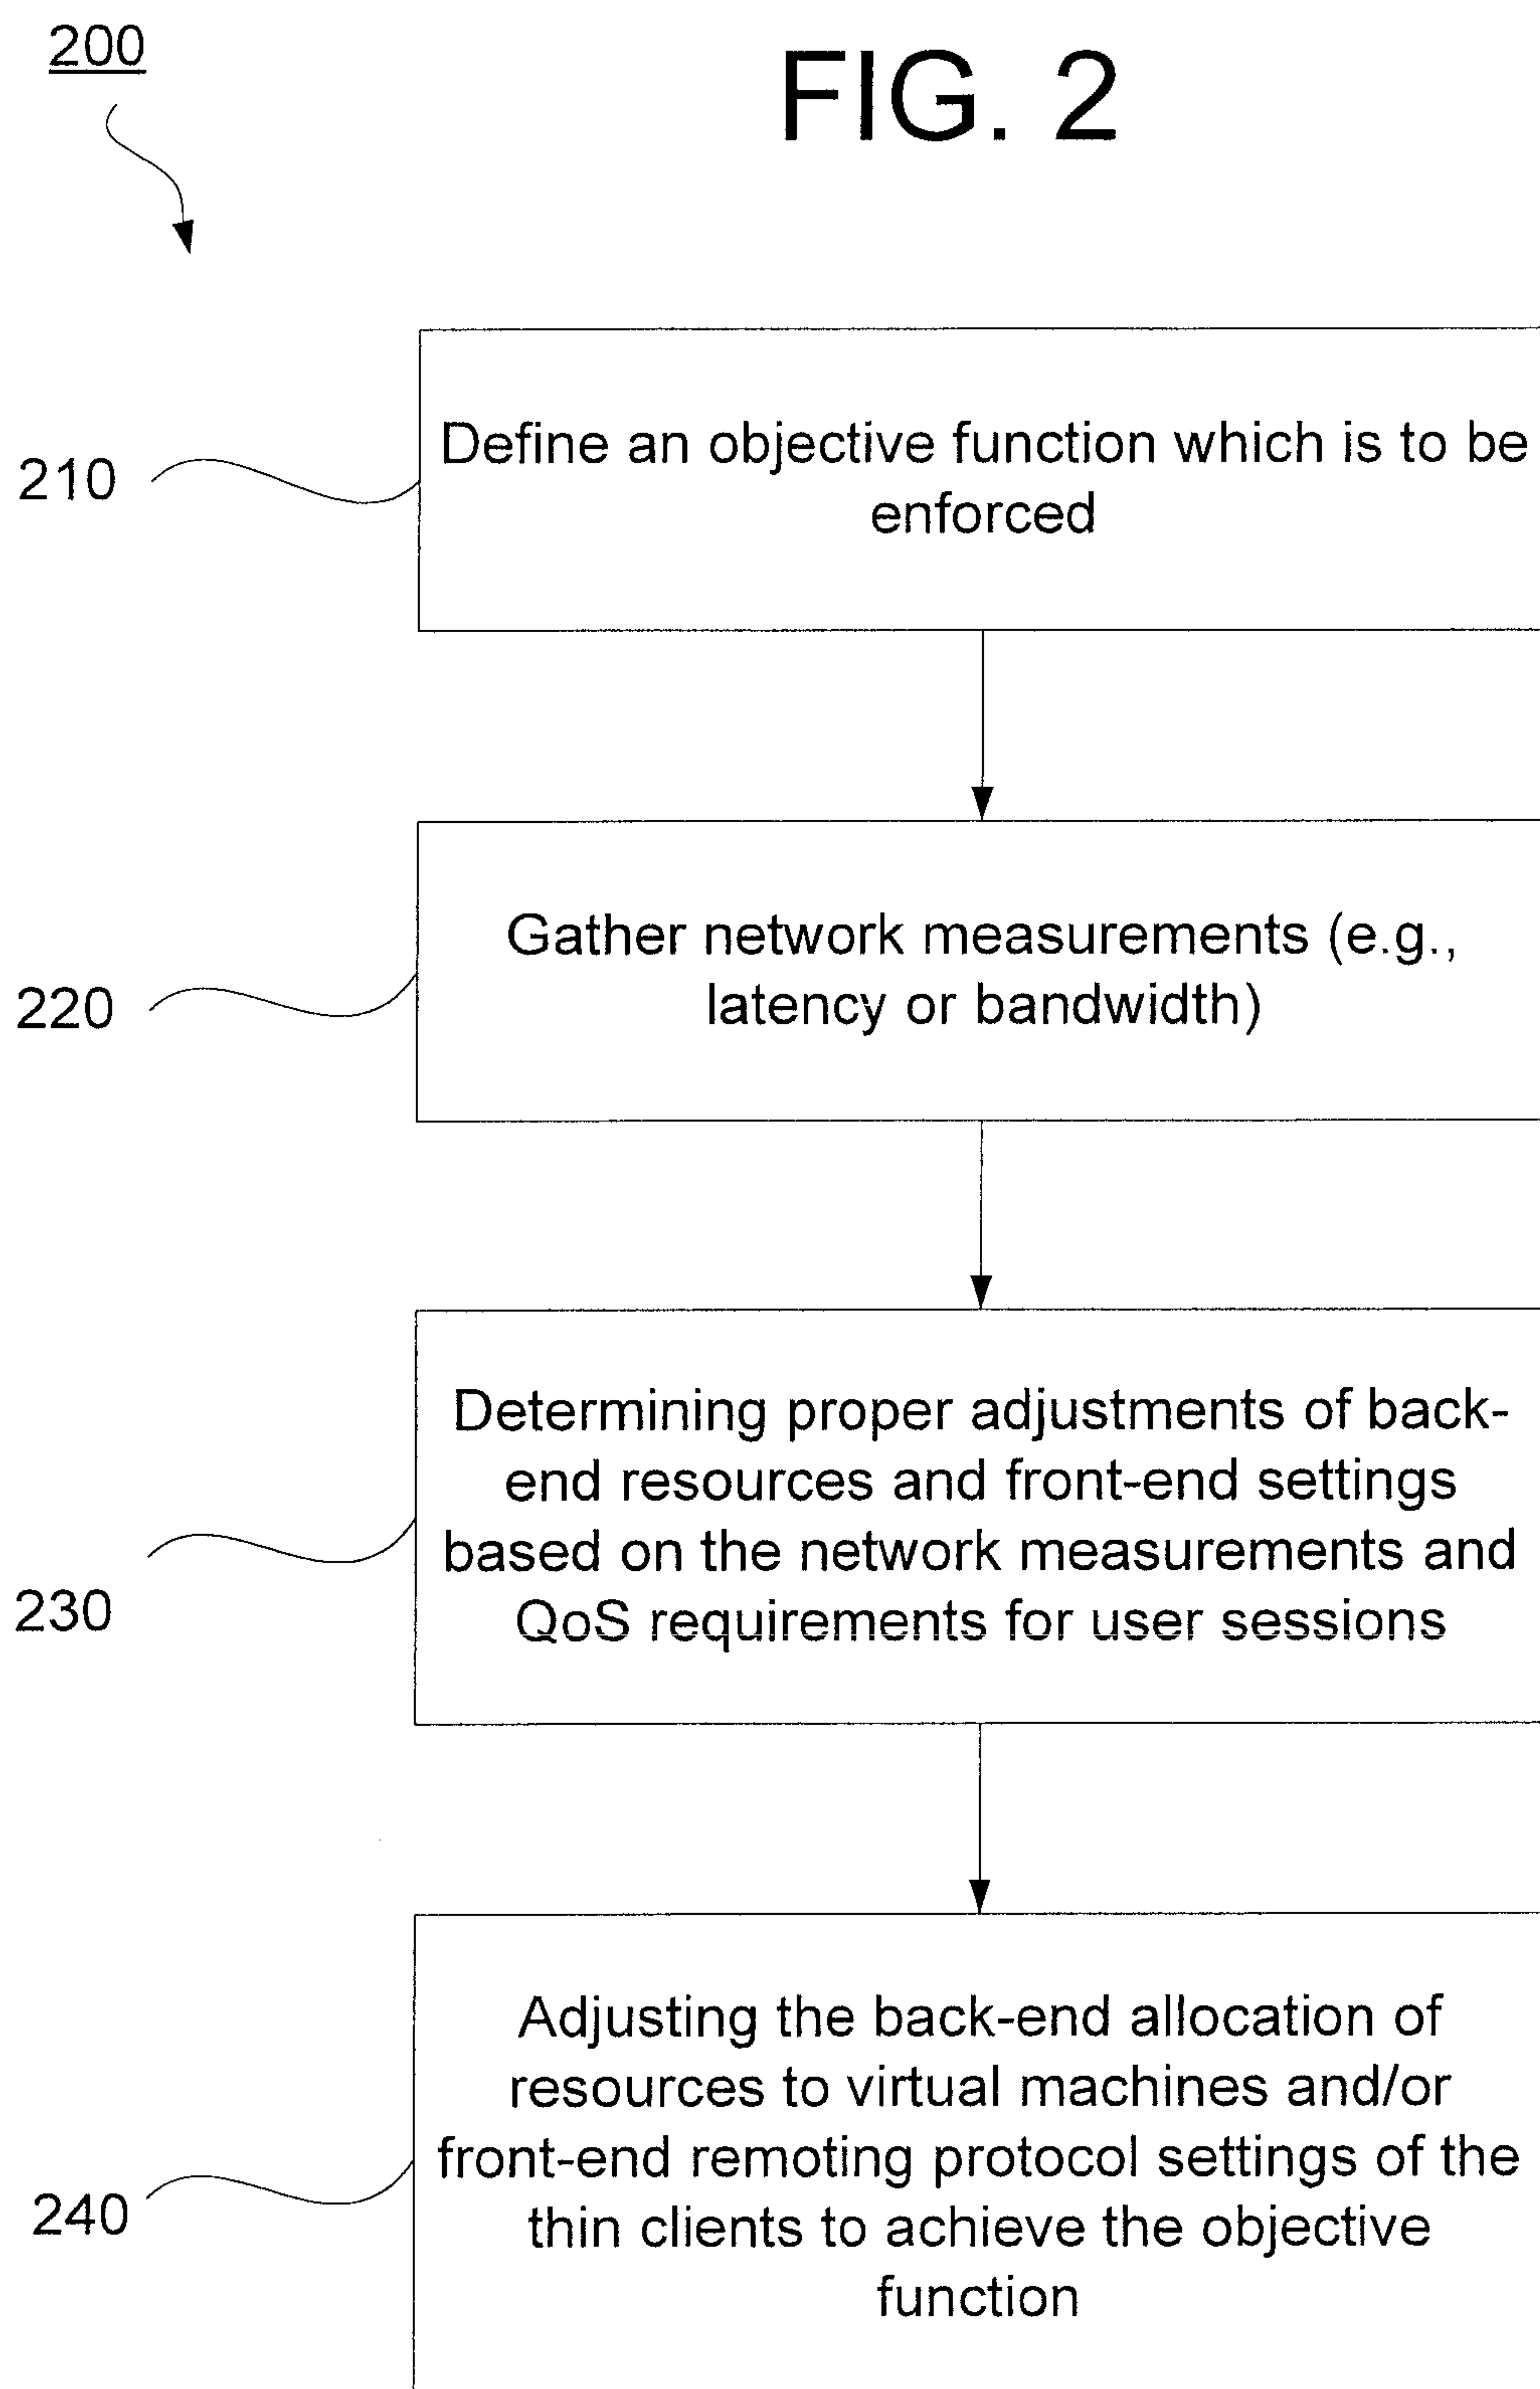 200
FIG. 2
210
Define an objective function which is to be
enforced
220
Gather network measurements (e.g.,
latency or bandwidth)
230
Determining proper adjustments of back-
end resources and front-end settings
based on the network measurements and
QoS requirements for user sessions
240
Adjusting the back-end allocation of
resources to virtual machines and/or
front-end remoting protocol settings of the
thin clients to achieve the objective
function